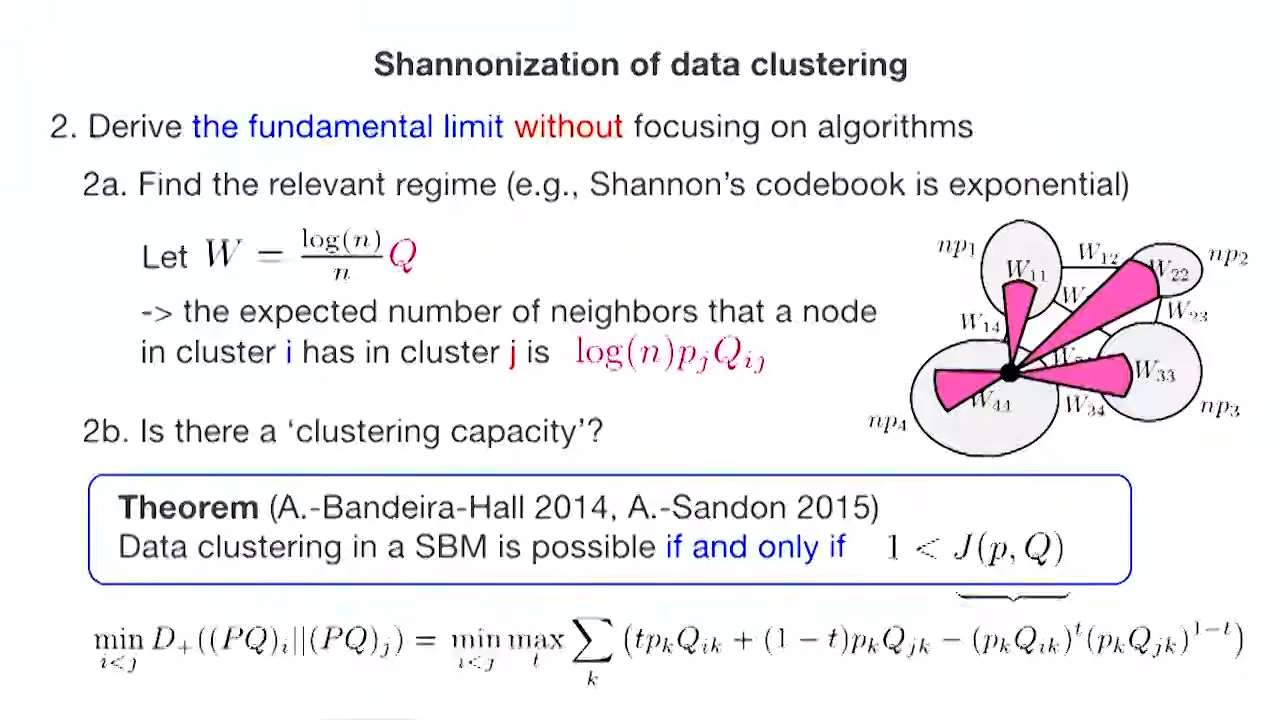 Shannonization of data clustering
2. Derive the fundamental limit without focusing on algorithms
2a. Find the relevant regime (e.g., Shannon's codebook is exponential)
Let W = log(n)/n Q
-> the expected number of neighbors that a node
in cluster i has in cluster j is log(n)p_jQ_ij
np_1
W_11
W_12
W_22
np_2
W_14
W_23
W_33
W_44
W_34
np_4
np_3
2b. Is there a 'clustering capacity'?
Theorem (A.-Bandeira-Hall 2014, A.-Sandon 2015)
Data clustering in a SBM is possible if and only if 1 < J(p, Q)
min_{i<j} D_+((PQ)_i||(PQ)_j) = min_{i<j} max_t ∑_k (tp_kQ_ik + (1 − t)p_kQ_jk − (p_kQ_ik)^t(p_kQ_jk)^{1−t})